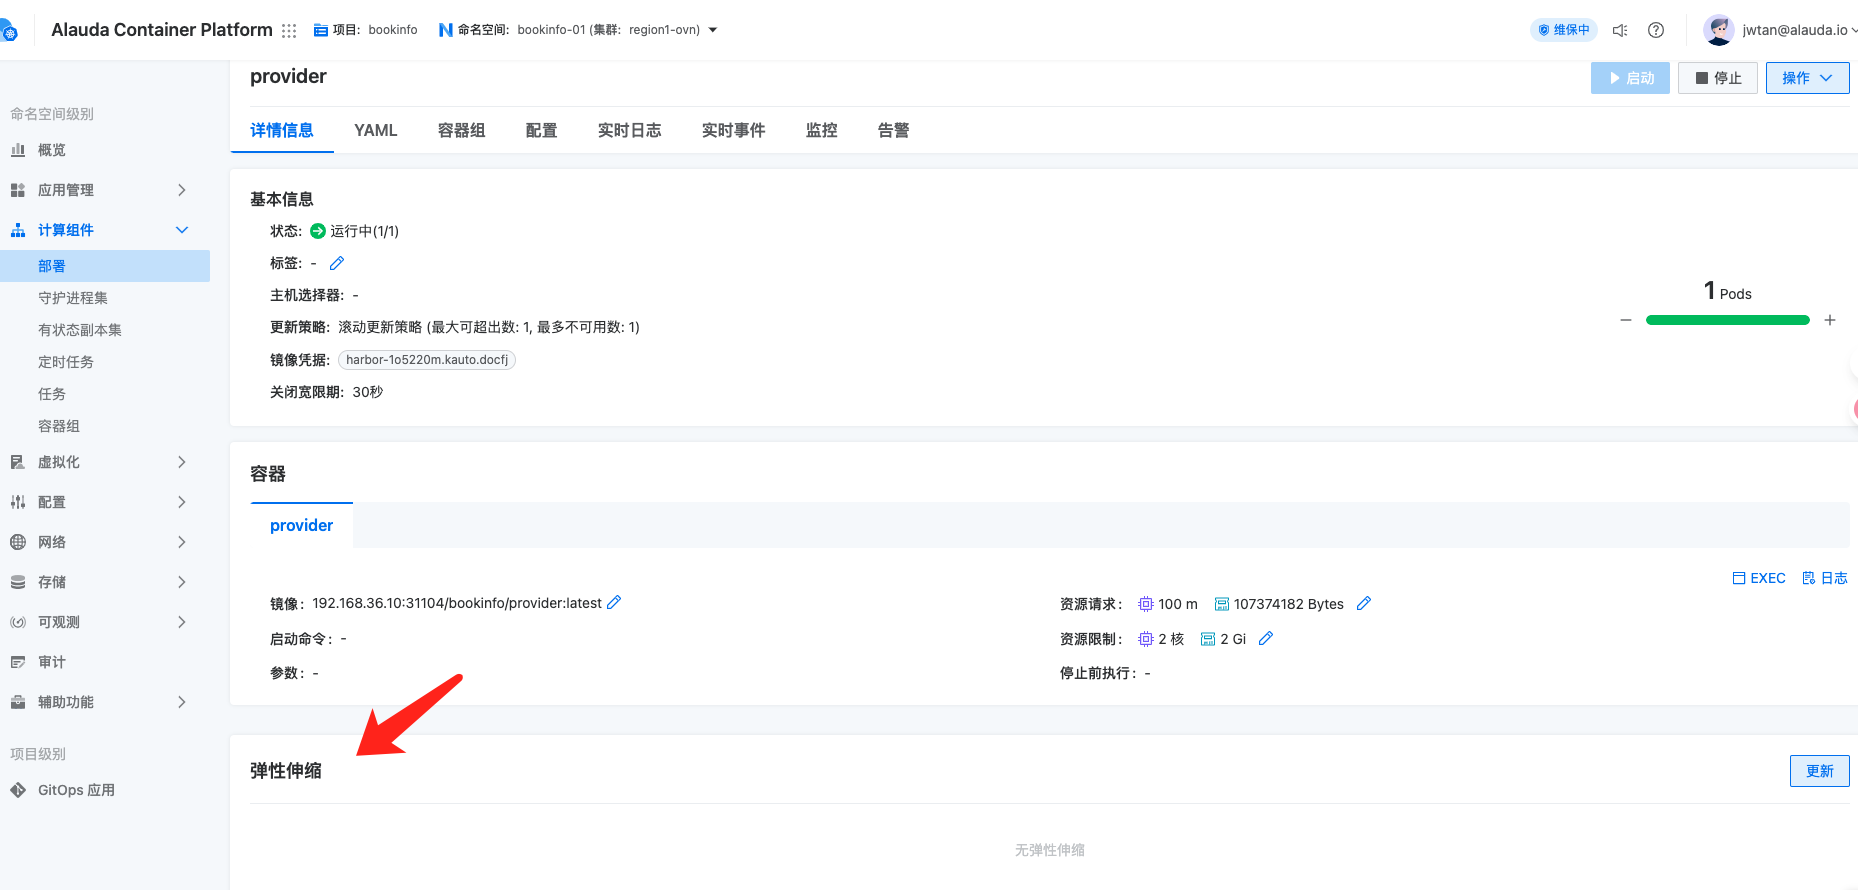 Alauda Container Platform 项目: bookinfo 命名空间: bookinfo-01 (集群: region1-ovn) 维保中 jwtan@alauda.io
provider 启动 停止 操作
详情信息 YAML 容器组 配置 实时日志 实时事件 监控 告警
命名空间级别
概览
应用管理
计算组件
部署
守护进程集
有状态副本集
定时任务
任务
容器组
虚拟化
配置
网络
存储
可观测
审计
辅助功能
项目级别
GitOps 应用
基本信息
状态: 运行中(1/1)
标签: -
主机选择器: -
更新策略: 滚动更新策略 (最大可超出数: 1, 最多不可用数: 1)
镜像凭据: harbor-1o5220m.kauto.docfj
关闭宽限期: 30秒
1 Pods
容器
provider
EXEC 日志
镜像: 192.168.36.10:31104/bookinfo/provider:latest
启动命令: -
参数: -
资源请求: 100 m 107374182 Bytes
资源限制: 2 核 2 Gi
停止前执行: -
弹性伸缩 更新
无弹性伸缩